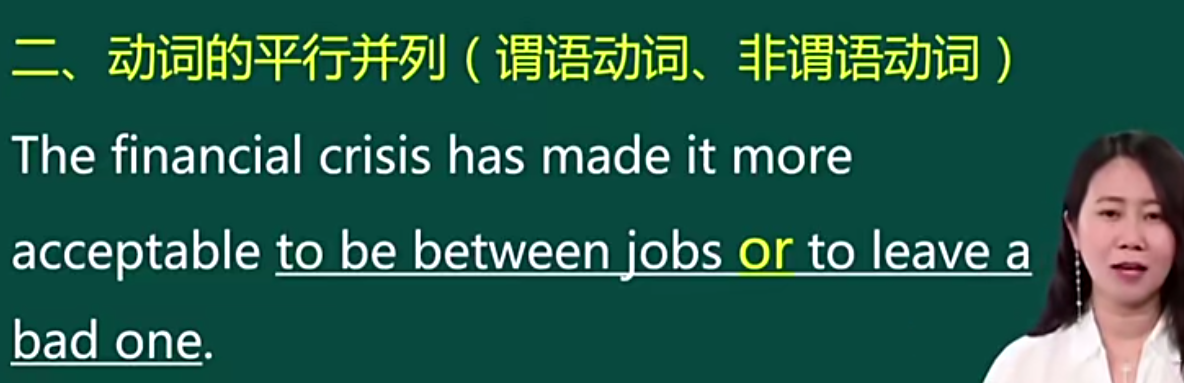 二、动词的平行并列（谓语动词、非谓语动词）
The financial crisis has made it more
acceptable to be between jobs or to leave a
bad one.